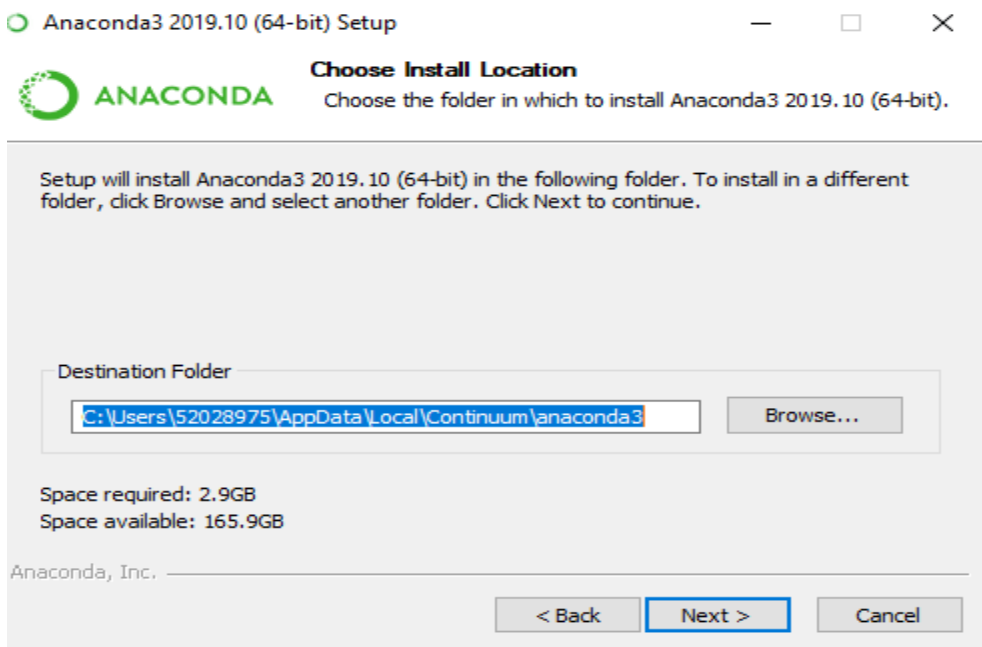 Anaconda3 2019.10 (64-bit) Setup
ANACONDA
Choose Install Location
Choose the folder in which to install Anaconda3 2019.10 (64-bit).
Setup will install Anaconda3 2019.10 (64-bit) in the following folder. To install in a different
folder, click Browse and select another folder. Click Next to continue.
Destination Folder
C:\Users\52028975\AppData\Local\Continuum\anaconda3
Browse...
Space required: 2.9GB
Space available: 165.9GB
Anaconda, Inc.
< Back
Next >
Cancel